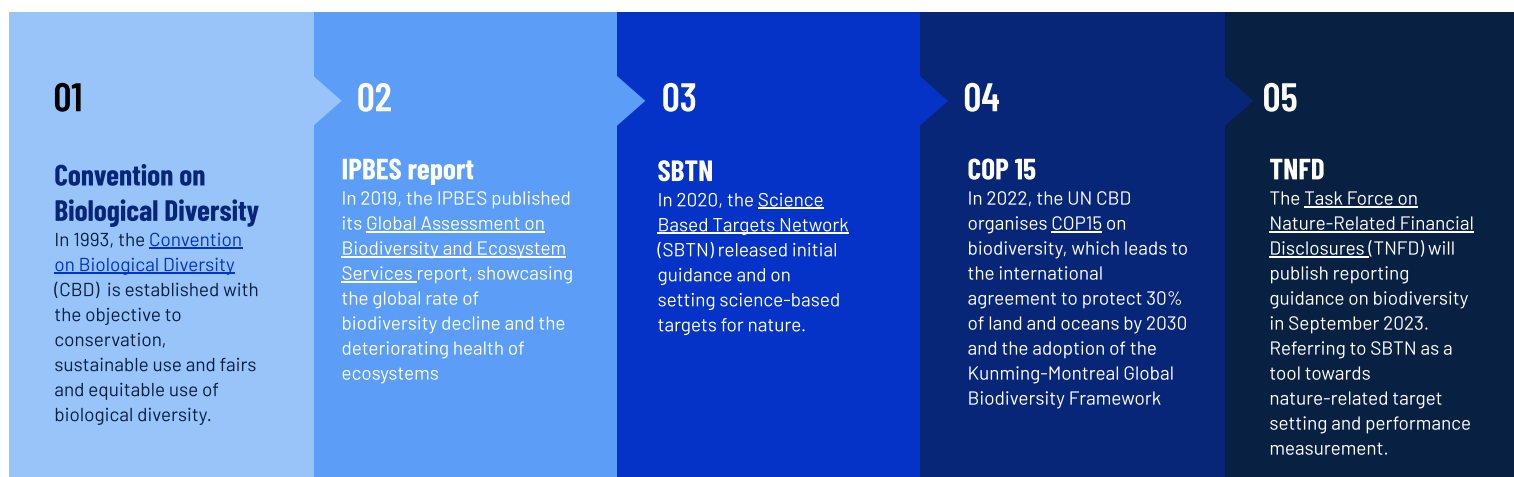 01
Convention on
Biological Diversity
In 1993, the Convention
on Biological Diversity
(CBD) is established with
the objective to
conservation,
sustainable use and fairs
and equitable use of
biological diversity.
02
IPBES report
In 2019, the IPBES published
its Global Assessment on
Biodiversity and Ecosystem
Services report, showcasing
the global rate of
biodiversity decline and the
deteriorating health of
ecosystems
03
SBTN
In 2020, the Science
Based Targets Network
(SBTN) released initial
guidance and on
setting science-based
targets for nature.
04
COP 15
In 2022, the UN CBD
organises COP15 on
biodiversity, which leads to
the international
agreement to protect 30%
of land and oceans by 2030
and the adoption of the
Kunming-Montreal Global
Biodiversity Framework
05
TNFD
The Task Force on
Nature-Related Financial
Disclosures (TNFD) will
publish reporting
guidance on biodiversity
in September 2023.
Referring to SBTN as a
tool towards
nature-related target
setting and performance
measurement.